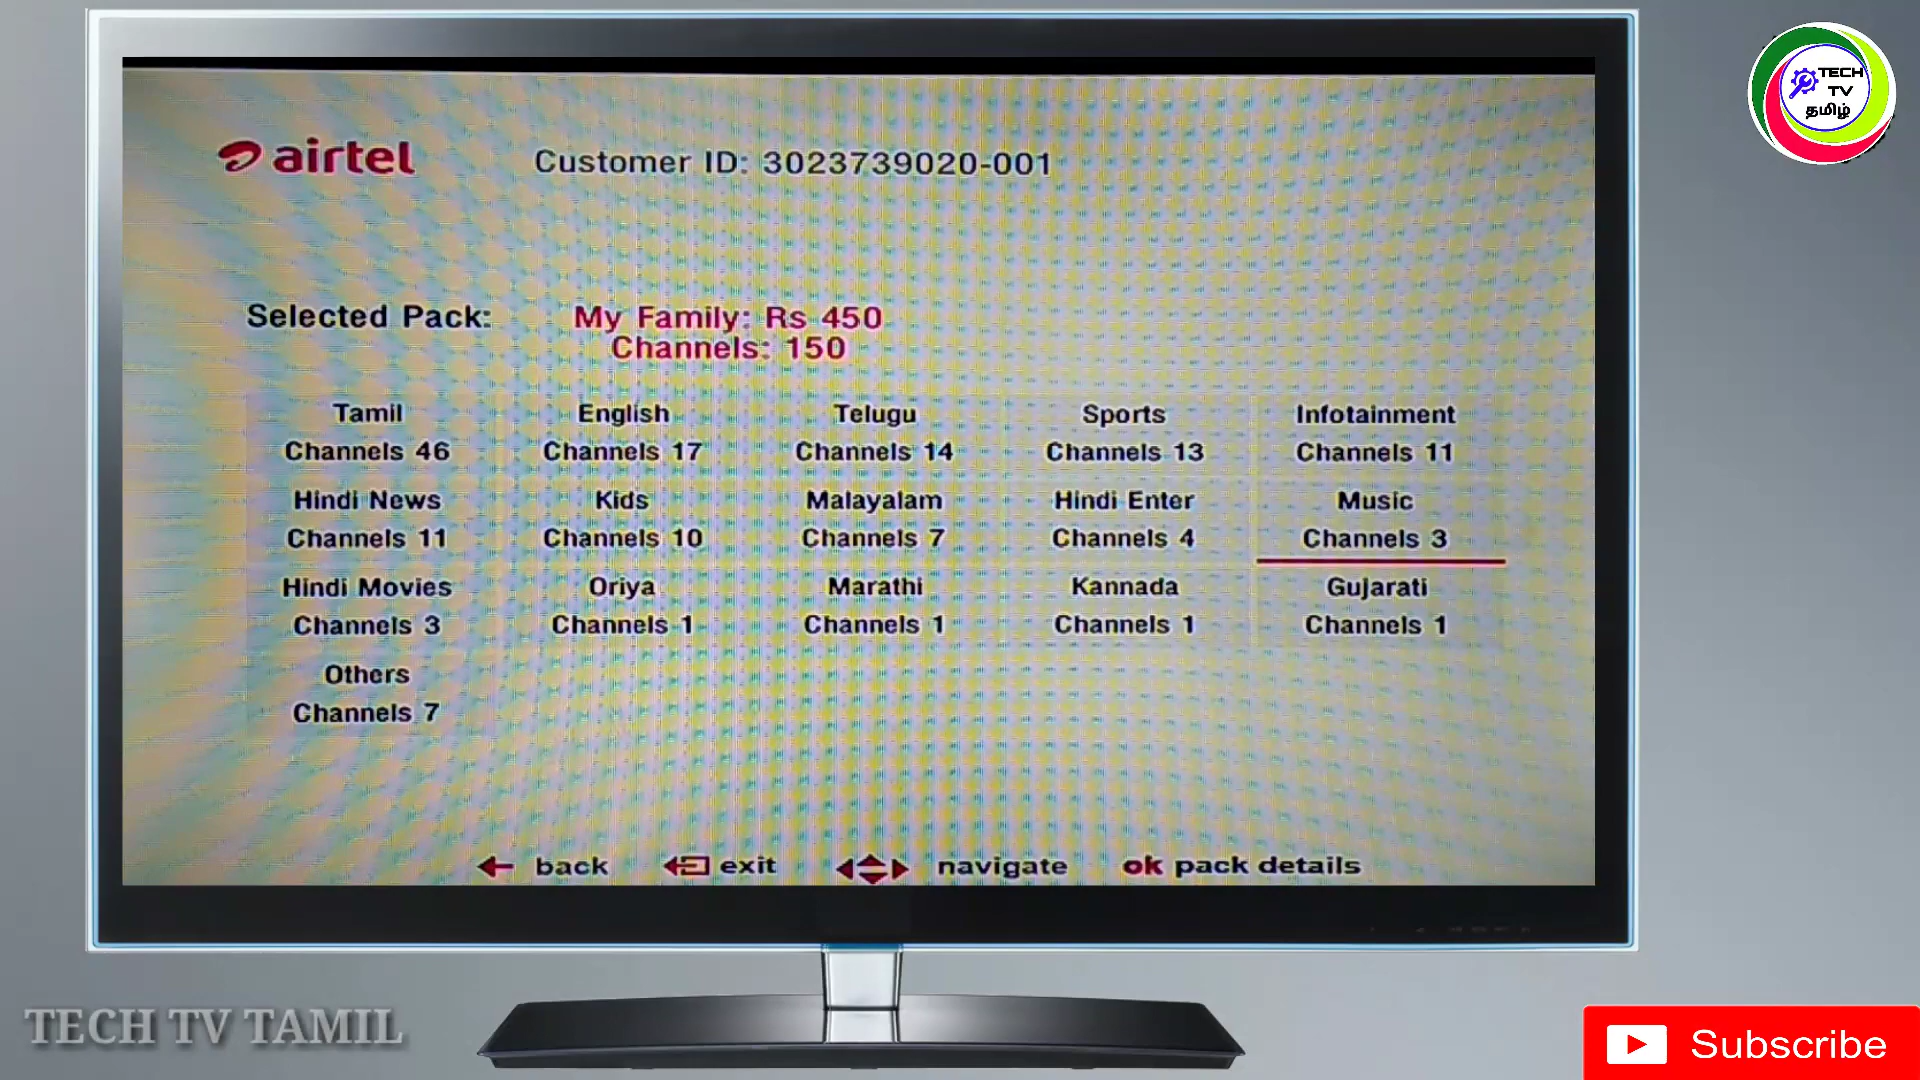 TECH
TV
தமிழ்
airtel
Customer ID: 3023739020-001
Selected Pack:
My Family: Rs 450
Channels: 150
Tamil English Telugu Sports Infotainment
Channels 46 Channels 17 Channels 14 Channels 13 Channels 11
Hindi News Kids Malayalam Hindi Enter Music
Channels 11 Channels 10 Channels 7 Channels 4 Channels 3
Hindi Movies Oriya Marathi Kannada Gujarati
Channels 3 Channels 1 Channels 1 Channels 1 Channels 1
Others
Channels 7
back exit navigate ok pack details
TECH TV TAMIL
Subscribe